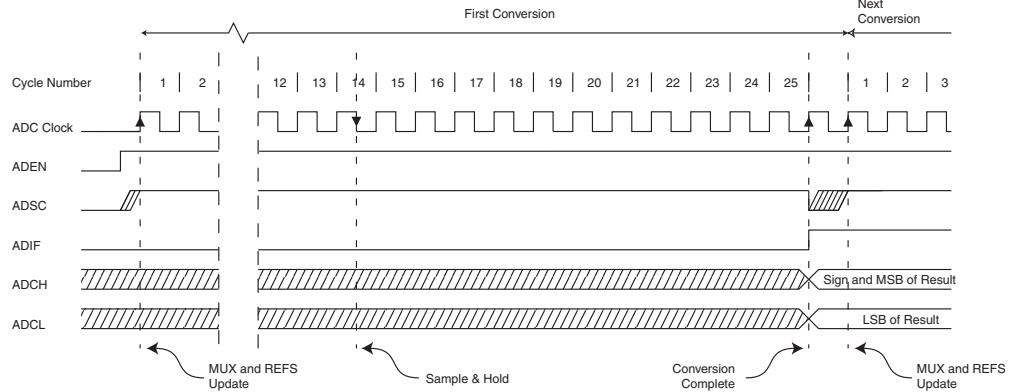 Next
Conversion
First Conversion
Cycle Number 1 2 12 13 14 15 16 17 18 19 20 21 22 23 24 25 1 2 3
ADC Clock
ADEN
ADSC
ADIF
ADCH Sign and MSB of Result
ADCL LSB of Result
MUX and REFS
Update
Sample & Hold
Conversion
Complete
MUX and REFS
Update